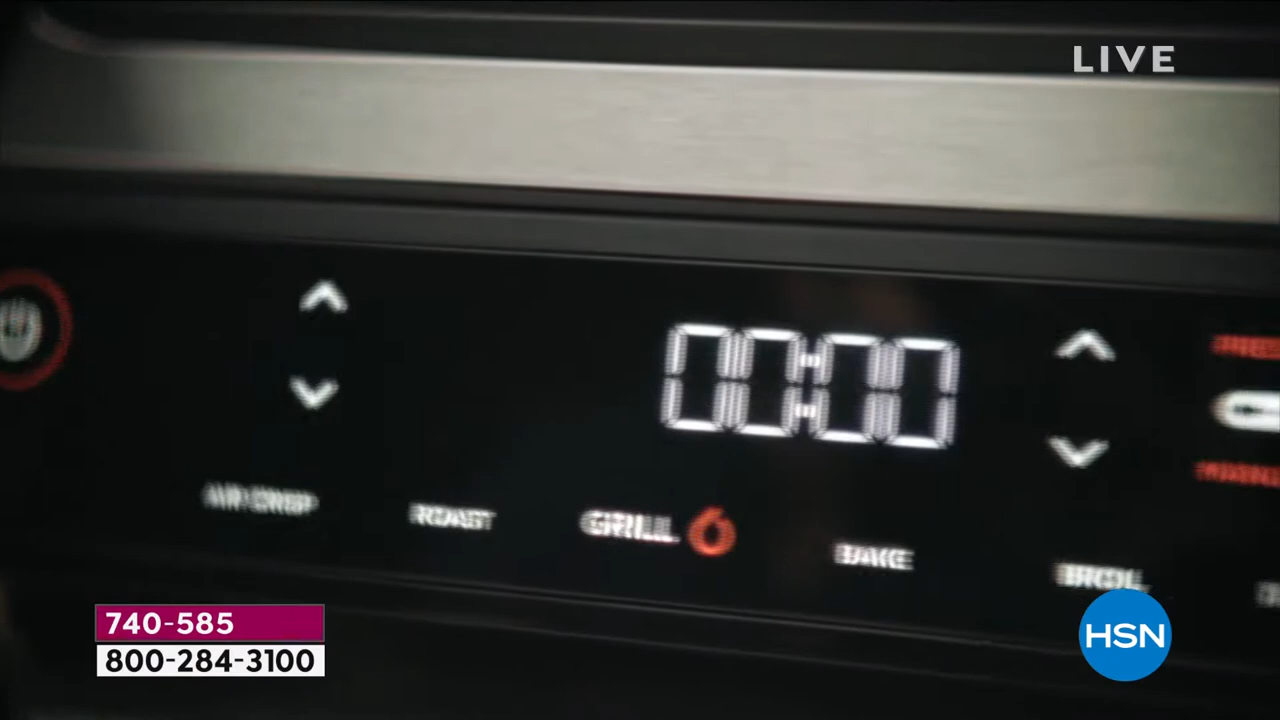 LIVE
00:00
AIR CRISP
ROAST
GRILL
BAKE
BROIL
740-585
800-284-3100
HSN